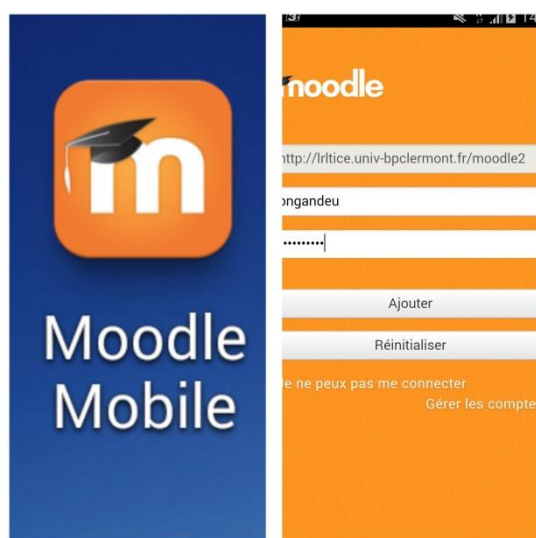 m
Moodle
Mobile
moodle
http://lrltice.univ-bpclermont.fr/moodle2
ongandeu
•••••••••
Ajouter
Réinitialiser
Je ne peux pas me connecter
Gérer les compte